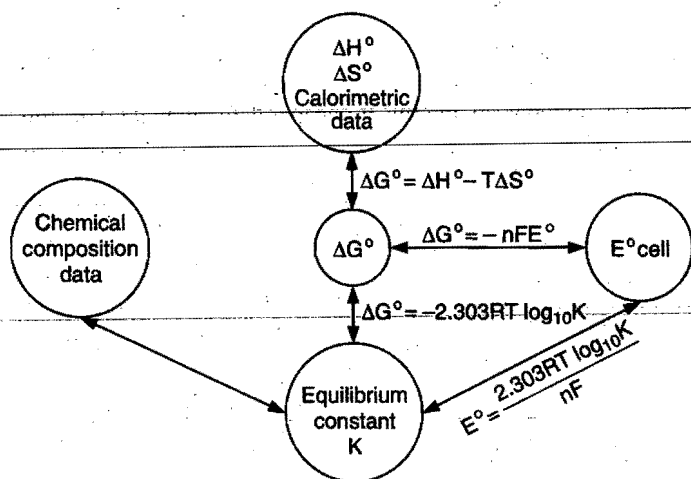 ΔH°
ΔS°
Calorimetric
data
ΔG° = ΔH° – TΔS°
Chemical
composition
data
ΔG°
ΔG° = – nFE°
E° cell
ΔG° = –2.303RT log₁₀K
Equilibrium
constant
K
E° = 2.303RT log₁₀K
nF